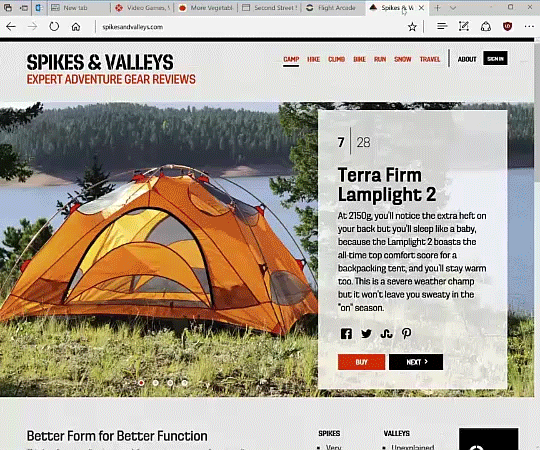 New tab
Video Games, V
More Vegetabl
Second Street S
Flight Arcade
Spikes & Va
spikesandvalleys.com
SPIKES & VALLEYS
EXPERT ADVENTURE GEAR REVIEWS
CAMP HIKE CLIMB BIKE RUN SNOW TRAVEL ABOUT SIGN IN
7 28
Terra Firm
Lamplight 2
At 2150g, you'll notice the extra heft on
your back but you'll sleep like a baby,
because the Lamplight 2 boasts the
all-time top comfort score for a
backpacking tent, and you'll stay warm
too. This is a severe weather champ
but it won't leave you sweaty in the
"on" season.
BUY NEXT >
Better Form for Better Function
SPIKES VALLEYS
Very Unexplained